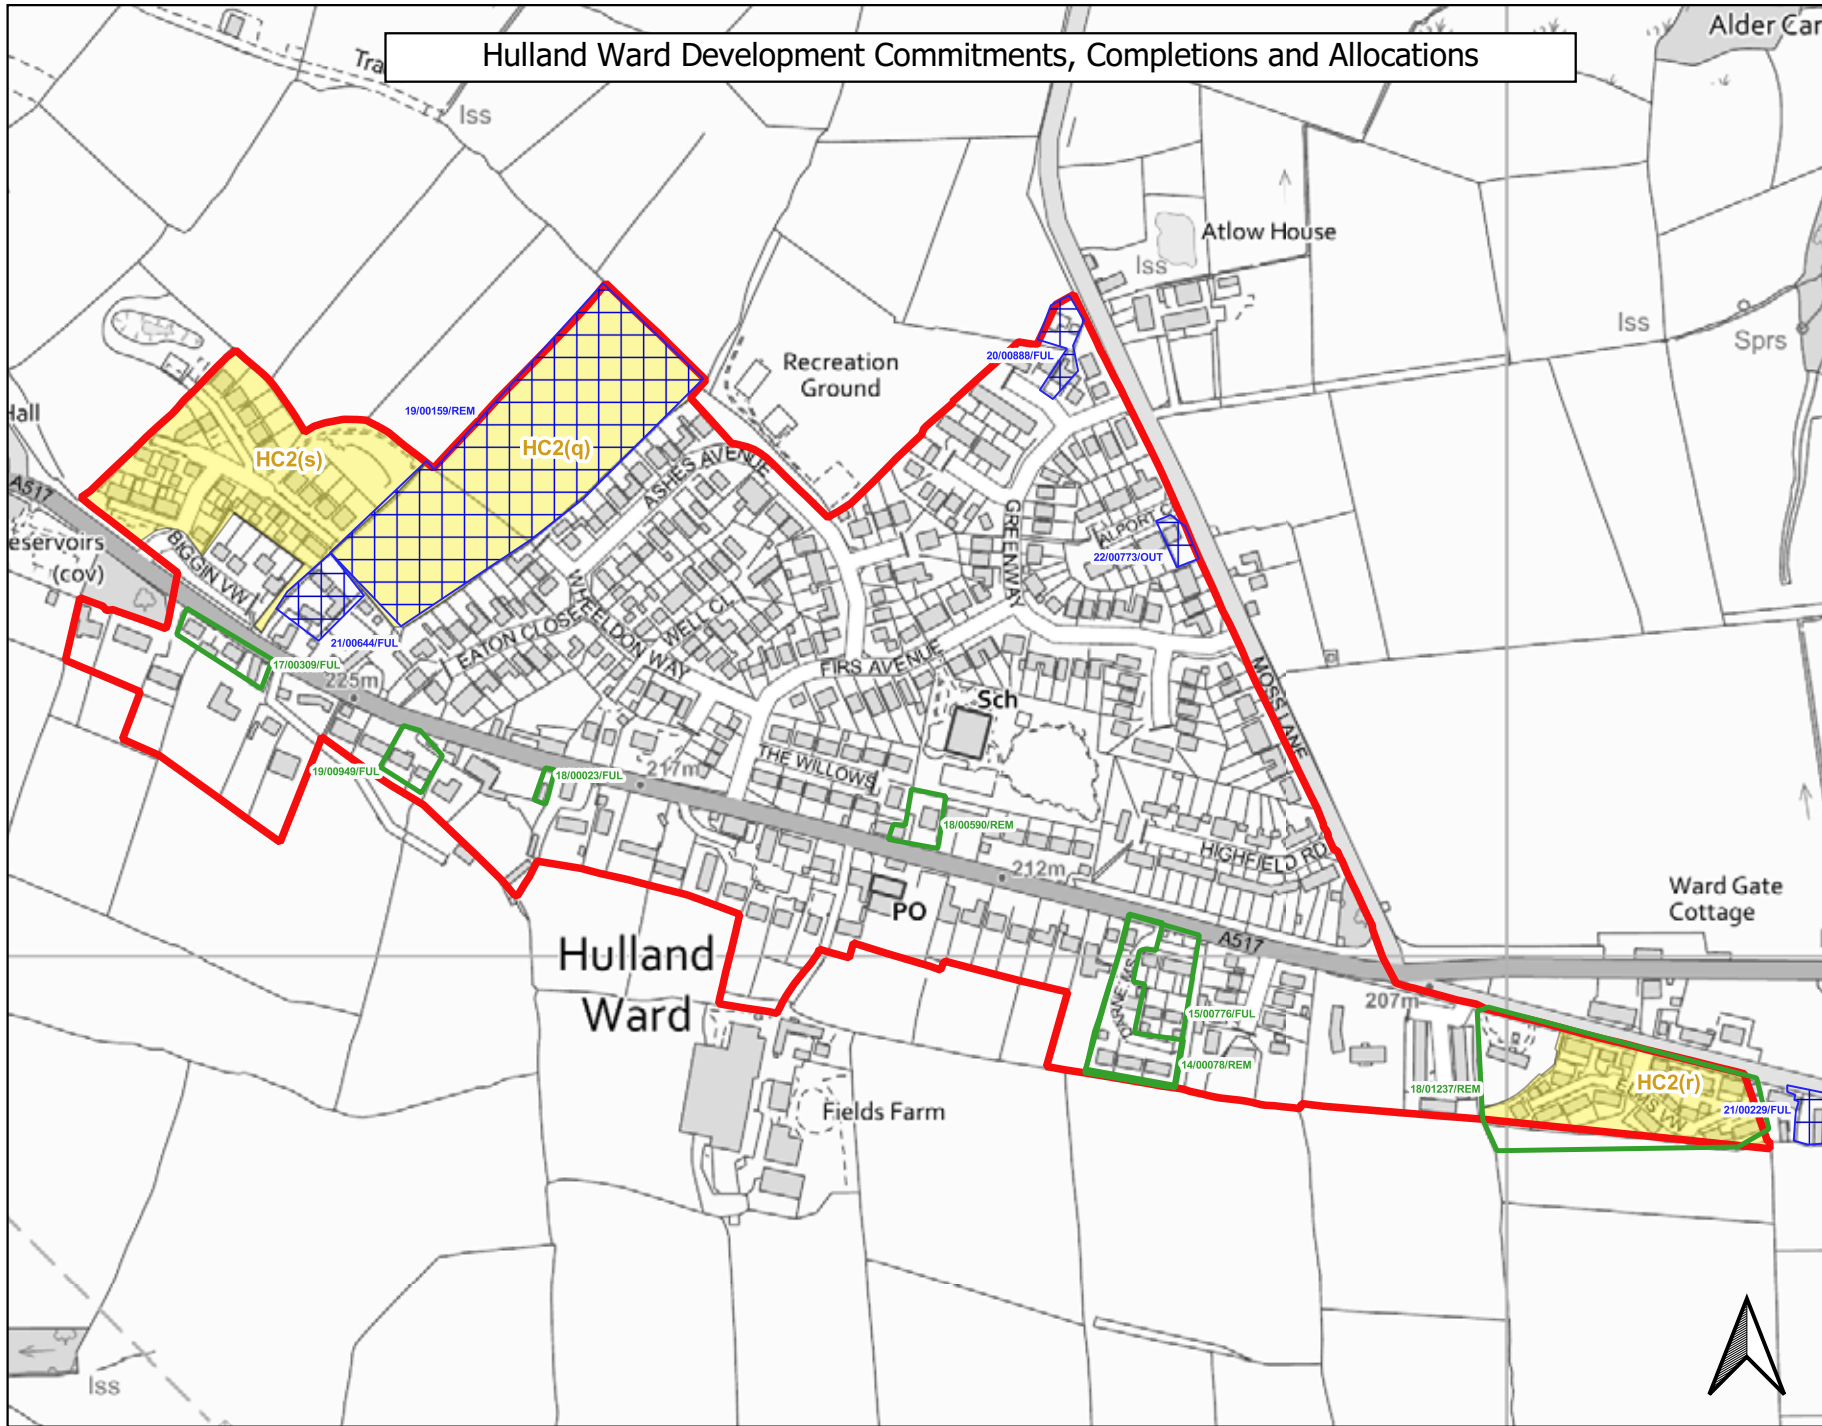 Hulland Ward Development Commitments, Completions and Allocations
Alder Car
Tra
Iss
Atlow House
Iss
Iss
Sprs
Recreation
Ground
20/00888/FUL
19/00159/REM
Hall
HC2(s)
HC2(q)
ASHES AVENUE
A517
eservoirs
(cov)
BIGGIN VW
GREENWAY
ALPORT C
22/00773/OUT
21/00644/FUL
17/00309/FUL
225m
EATON CLOSE
WHEELDON WAY
WELL CL
FIRS AVENUE
MOSS LANE
Sch
19/00949/FUL
18/00023/FUL
217m
THE WILLOWS
18/00590/REM
212m
HIGHFIELD RD
Ward Gate
Cottage
PO
Hulland
Ward
A517
207m
15/00776/FUL
14/00078/REM
18/01237/REM
HC2(r)
21/00229/FUL
Fields Farm
Iss